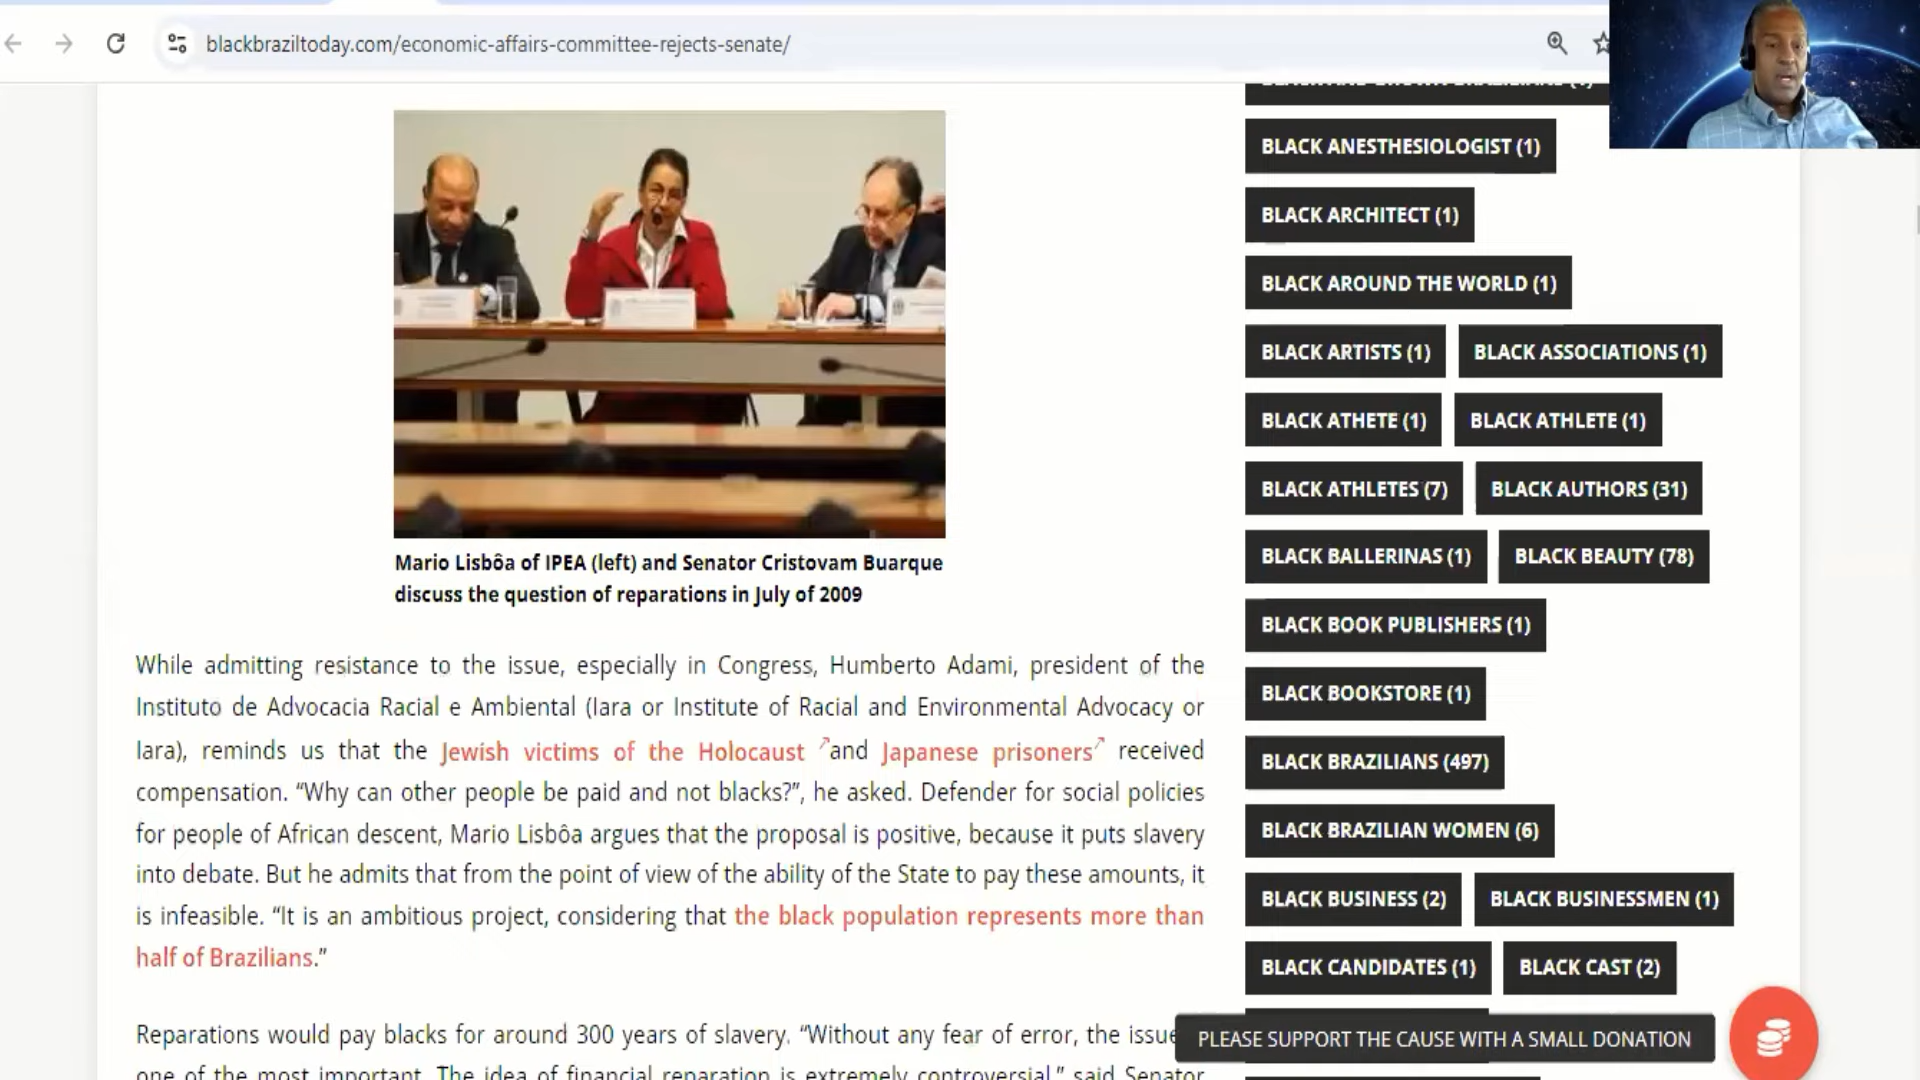 blackbraziltoday.com/economic-affairs-committee-rejects-senate/
Mario Lisbôa of IPEA (left) and Senator Cristovam Buarque
discuss the question of reparations in July of 2009
While admitting resistance to the issue, especially in Congress, Humberto Adami, president of the
Instituto de Advocacia Racial e Ambiental (Iara or Institute of Racial and Environmental Advocacy or
Iara), reminds us that the Jewish victims of the Holocaust and Japanese prisoners received
compensation. “Why can other people be paid and not blacks?”, he asked. Defender for social policies
for people of African descent, Mario Lisbôa argues that the proposal is positive, because it puts slavery
into debate. But he admits that from the point of view of the ability of the State to pay these amounts, it
is infeasible. “It is an ambitious project, considering that the black population represents more than
half of Brazilians.”
Reparations would pay blacks for around 300 years of slavery. “Without any fear of error, the issue
one of the most important. The idea of financial reparation is extremely controversial,” said Senator
BLACK ANESTHESIOLOGIST (1)
BLACK ARCHITECT (1)
BLACK AROUND THE WORLD (1)
BLACK ARTISTS (1) BLACK ASSOCIATIONS (1)
BLACK ATHETE (1) BLACK ATHLETE (1)
BLACK ATHLETES (7) BLACK AUTHORS (31)
BLACK BALLERINAS (1) BLACK BEAUTY (78)
BLACK BOOK PUBLISHERS (1)
BLACK BOOKSTORE (1)
BLACK BRAZILIANS (497)
BLACK BRAZILIAN WOMEN (6)
BLACK BUSINESS (2) BLACK BUSINESSMEN (1)
BLACK CANDIDATES (1) BLACK CAST (2)
PLEASE SUPPORT THE CAUSE WITH A SMALL DONATION